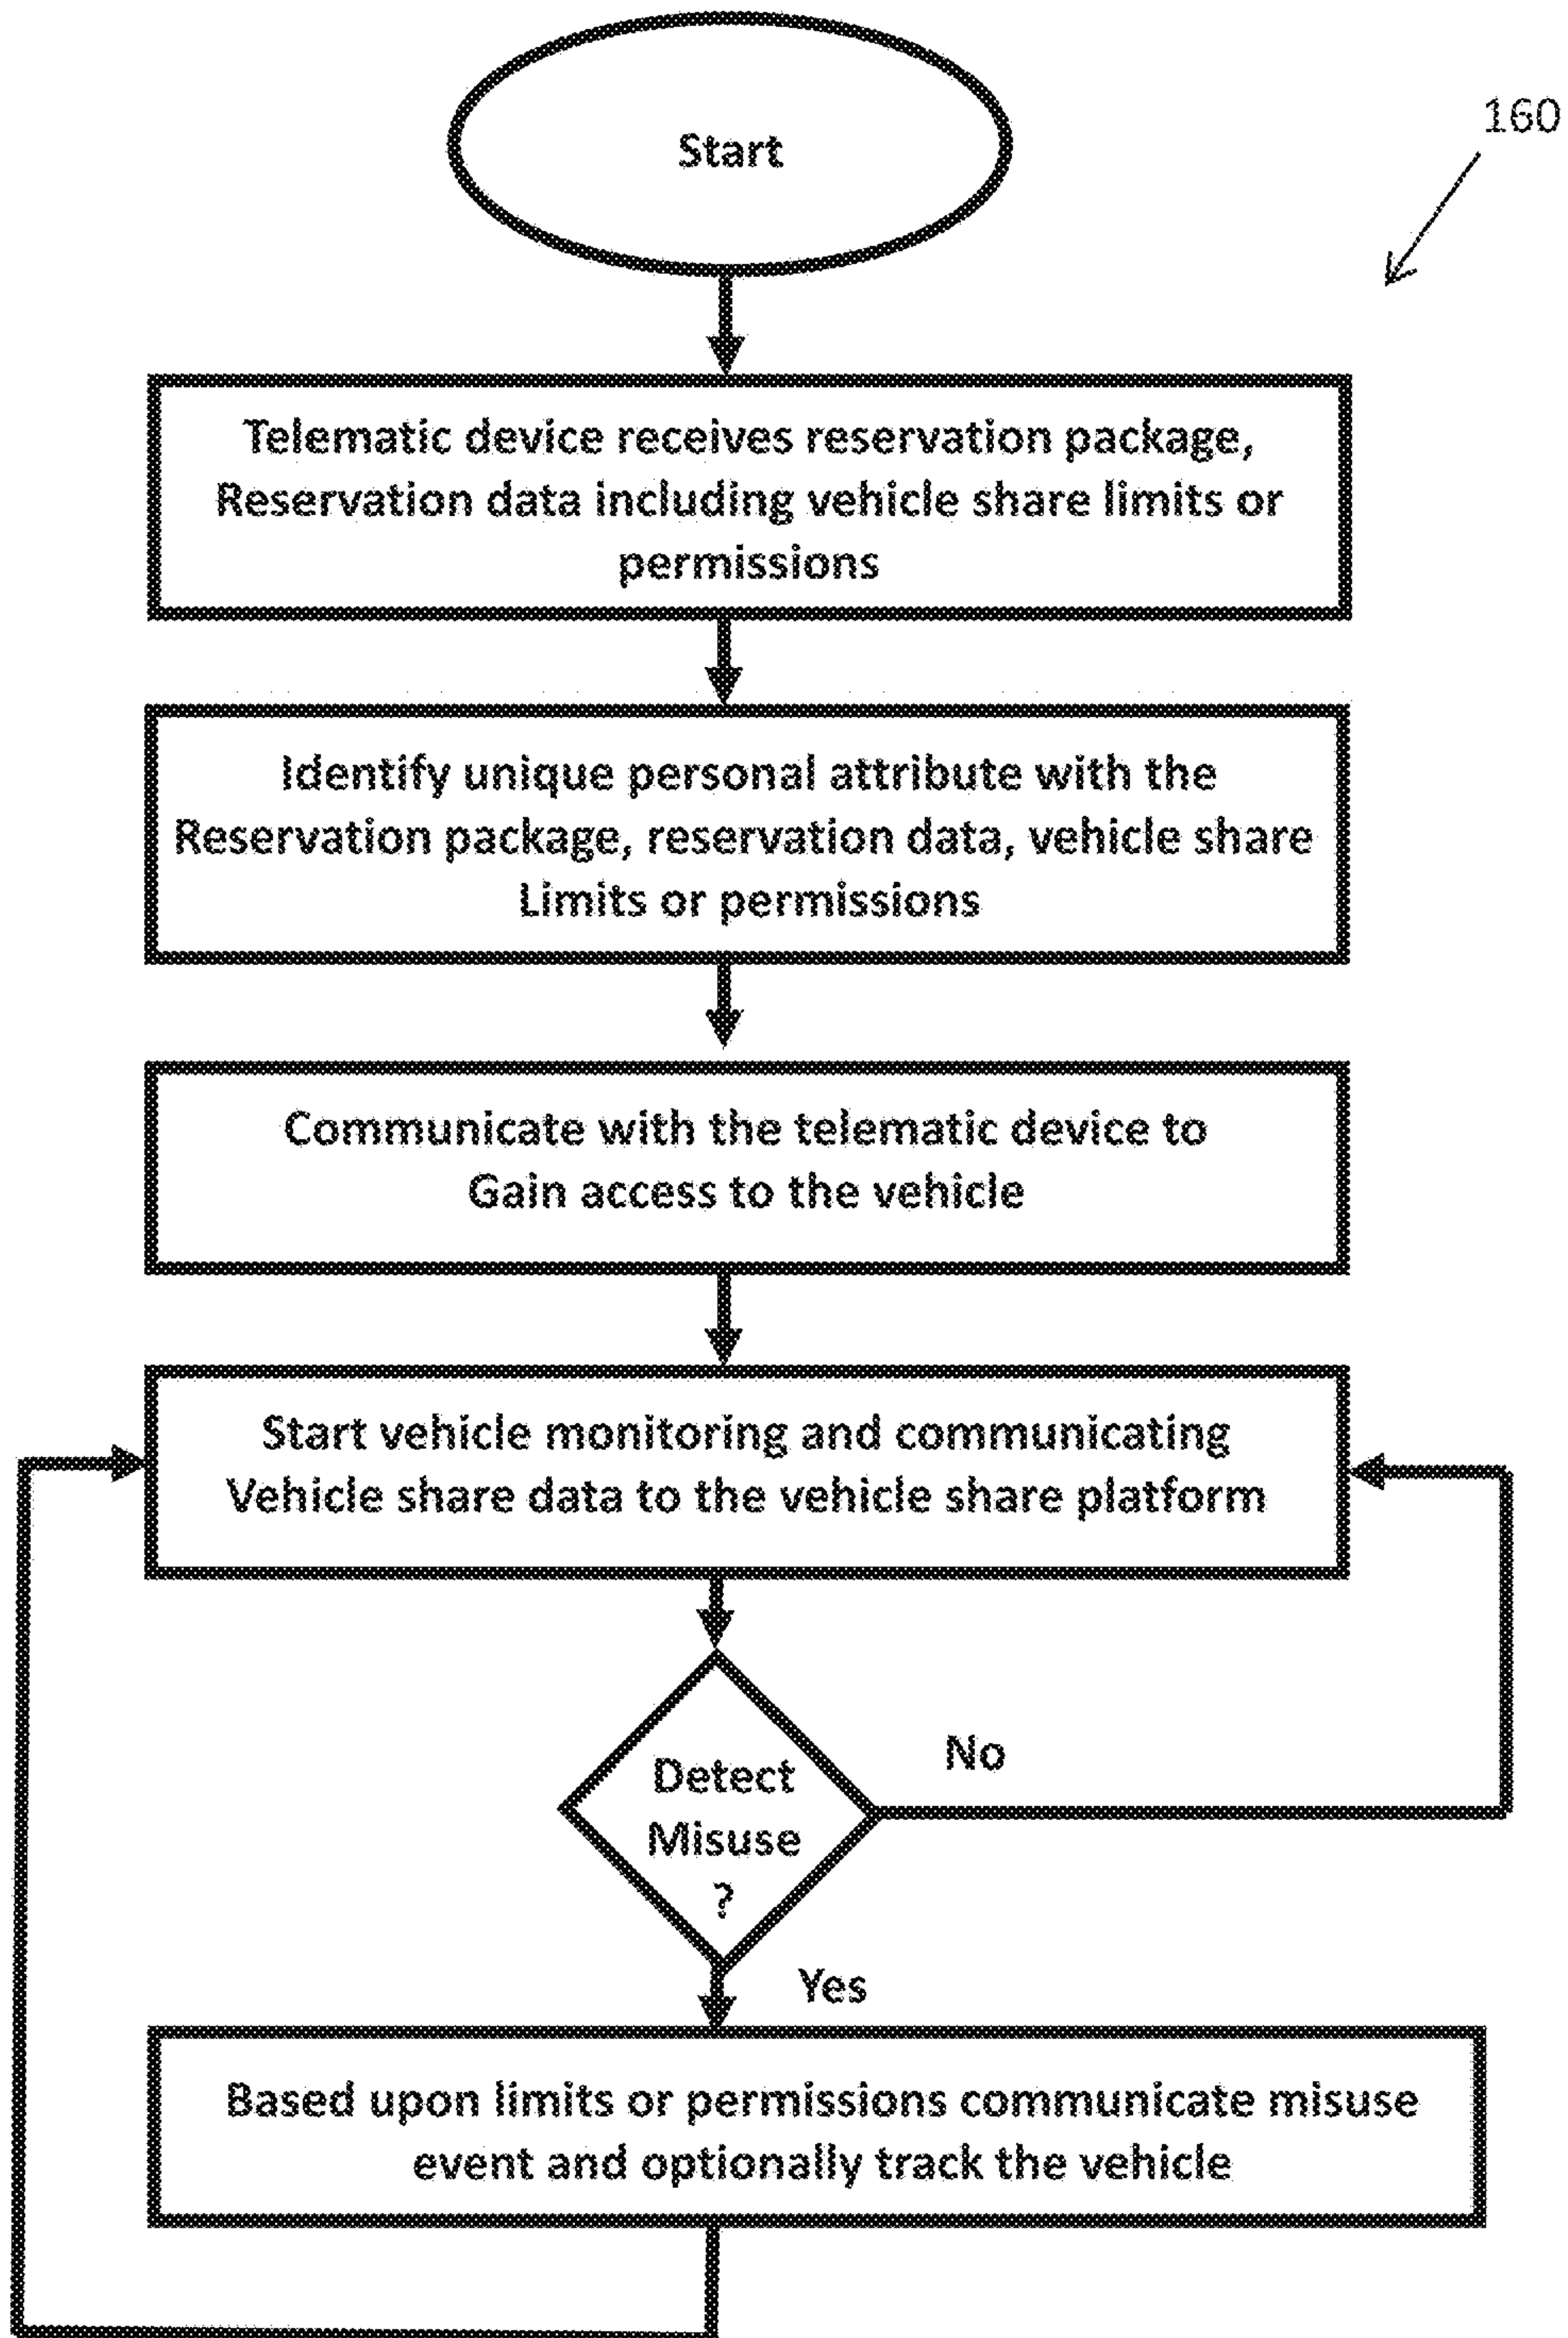 Start
160
Telematic device receives reservation package,
Reservation data including vehicle share limits or
permissions
Identify unique personal attribute with the
Reservation package, reservation data, vehicle share
Limits or permissions
Communicate with the telematic device to
Gain access to the vehicle
Start vehicle monitoring and communicating
Vehicle share data to the vehicle share platform
No
Detect
Misuse
?
Yes
Based upon limits or permissions communicate misuse
event and optionally track the vehicle